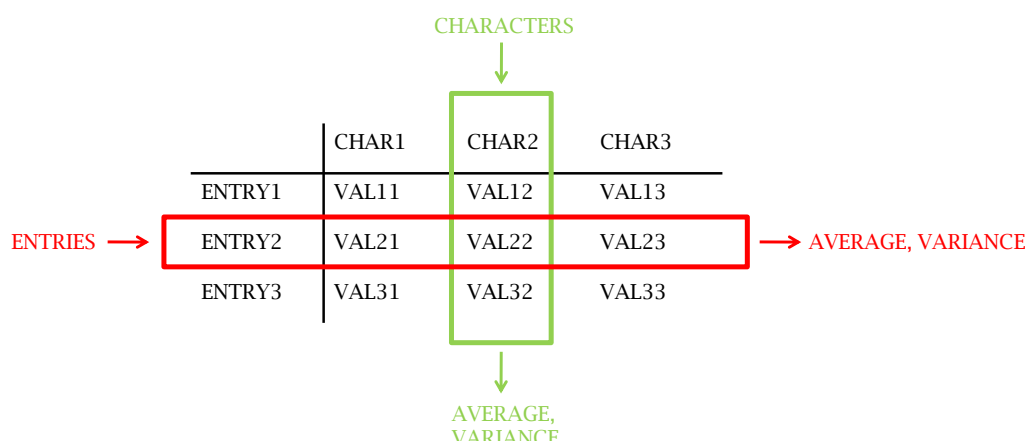 CHARACTERS
CHAR1 CHAR2 CHAR3
ENTRY1 VAL11 VAL12 VAL13
ENTRIES ENTRY2 VAL21 VAL22 VAL23 AVERAGE, VARIANCE
ENTRY3 VAL31 VAL32 VAL33
AVERAGE,
VARIANCE